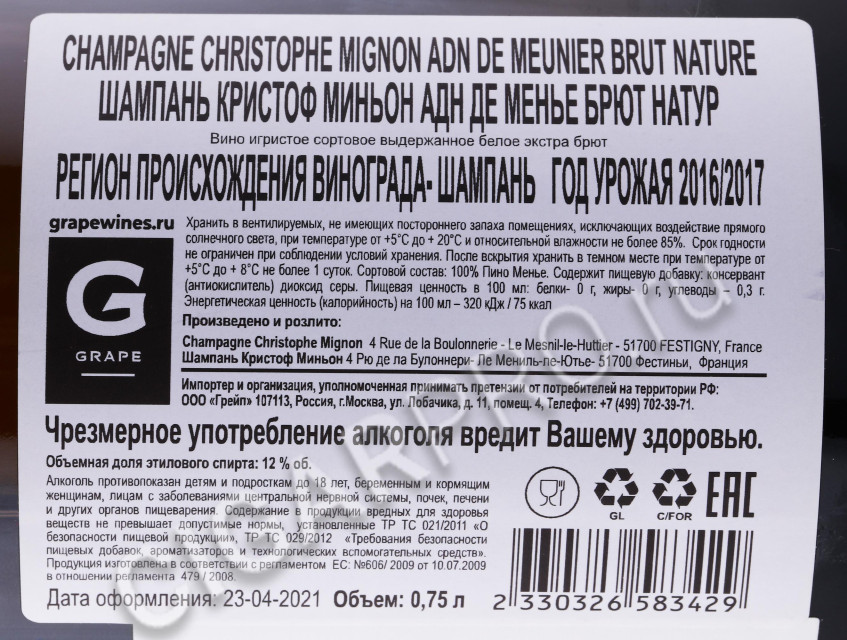 CHAMPAGNE CHRISTOPHE MIGNON ADN DE MEUNIER BRUT NATURE
ШАМПАНЬ КРИСТОФ МИНЬОН АДН ДЕ МЕНЬЕ БРЮТ НАТУР
Вино игристое сортовое выдержанное белое экстра брют
РЕГИОН ПРОИСХОЖДЕНИЯ ВИНОГРАДА- ШАМПАНЬ ГОД УРОЖАЯ 2016/2017
grapewines.ru
G
GRAPE
Хранить в вентилируемых, не имеющих постороннего запаха помещениях, исключающих воздействие прямого
солнечного света, при температуре от +5°С до + 20°С и относительной влажности не более 85%. Срок годности
не ограничен при соблюдении условий хранения. После вскрытия хранить в темном месте при температуре от
+5°С до + 8°С не более 1 суток. Сортовой состав: 100% Пино Менье. Содержит пищевую добавку: консервант
(антиокислитель) диоксид серы. Пищевая ценность в 100 мл: белки- 0 г, жиры- 0 г, углеводы – 0,3 г.
Энергетическая ценность (калорийность) на 100 мл – 320 кДж / 75 ккал
Произведено и розлито:
Champagne Christophe Mignon 4 Rue de la Boulonnerie - Le Mesnil-le-Huttier - 51700 FESTIGNY, France
Шампань Кристоф Миньон 4 Рю де ла Булоннери- Ле Мениль-ле-Ютье- 51700 Фестиньи, Франция
Импортер и организация, уполномоченная принимать претензии от потребителей на территории РФ:
ООО «Грейп» 107113, Россия, г.Москва, ул. Лобачика, д. 11, помещ. 4, Телефон: +7 (499) 702-39-71.
Чрезмерное употребление алкоголя вредит Вашему здоровью.
Объемная доля этилового спирта: 12 % об.
Алкоголь противопоказан детям и подросткам до 18 лет, беременным и кормящим
женщинам, лицам с заболеваниями центральной нервной системы, почек, печени
и других органов пищеварения. Содержание в продукции вредных для здоровья
веществ не превышает допустимые нормы, установленные ТР ТС 021/2011 «О
безопасности пищевой продукции», ТР ТС 029/2012 «Требования безопасности
пищевых добавок, ароматизаторов и технологических вспомогательных средств».
Продукция изготовлена в соответствии с регламентом ЕС: №606/ 2009 от 10.07.2009
и в отношении регламента 479 / 2008.
Дата оформления: 23-04-2021 Объем: 0,75 л
GL
C/FOR
EAC
2 330326 583429
CIGARPRO.ru